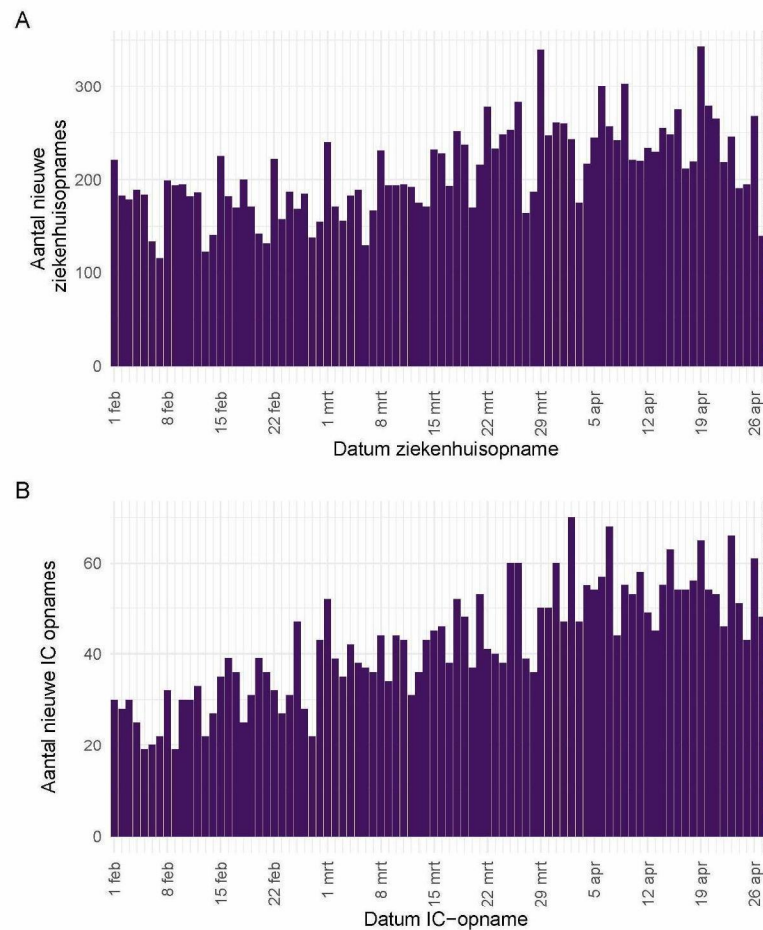 A
Aantal nieuwe
ziekenhuisopnames
300
200
100
0
1 feb
8 feb
15 feb
22 feb
1 mrt
8 mrt
15 mrt
22 mrt
29 mrt
5 apr
12 apr
19 apr
26 apr
Datum ziekenhuisopname
B
Aantal nieuwe IC opnames
60
40
20
0
1 feb
8 feb
15 feb
22 feb
1 mrt
8 mrt
15 mrt
22 mrt
29 mrt
5 apr
12 apr
19 apr
26 apr
Datum IC-opname